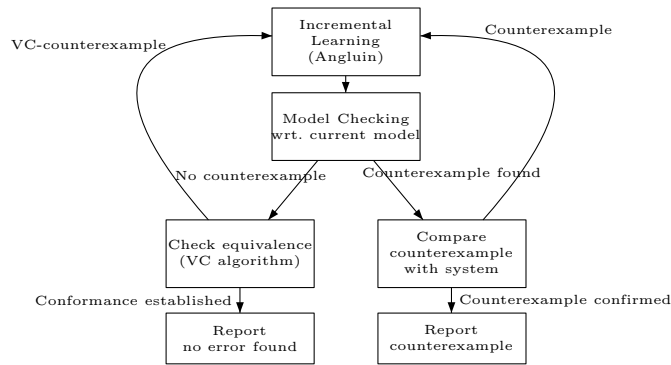 Incremental
Learning
(Angluin)
VC-counterexample
Counterexample
Model Checking
wrt. current model
No counterexample
Counterexample found
Check equivalence
(VC algorithm)
Compare
counterexample
with system
Conformance established
Counterexample confirmed
Report
no error found
Report
counterexample